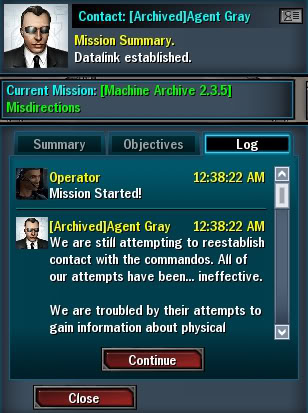 Contact: [Archived]Agent Gray
Mission Summary.
Datalink established.
Current Mission: [Machine Archive 2.3.5]
Misdirections
Summary
Objectives
Log
Operator 12:38:22 AM
Mission Started!
[Archived]Agent Gray 12:38:22 AM
We are still attempting to reestablish
contact with the commandos. All of
our attempts have been... ineffective.
We are troubled by their attempts to
gain information about physical
Continue
Close